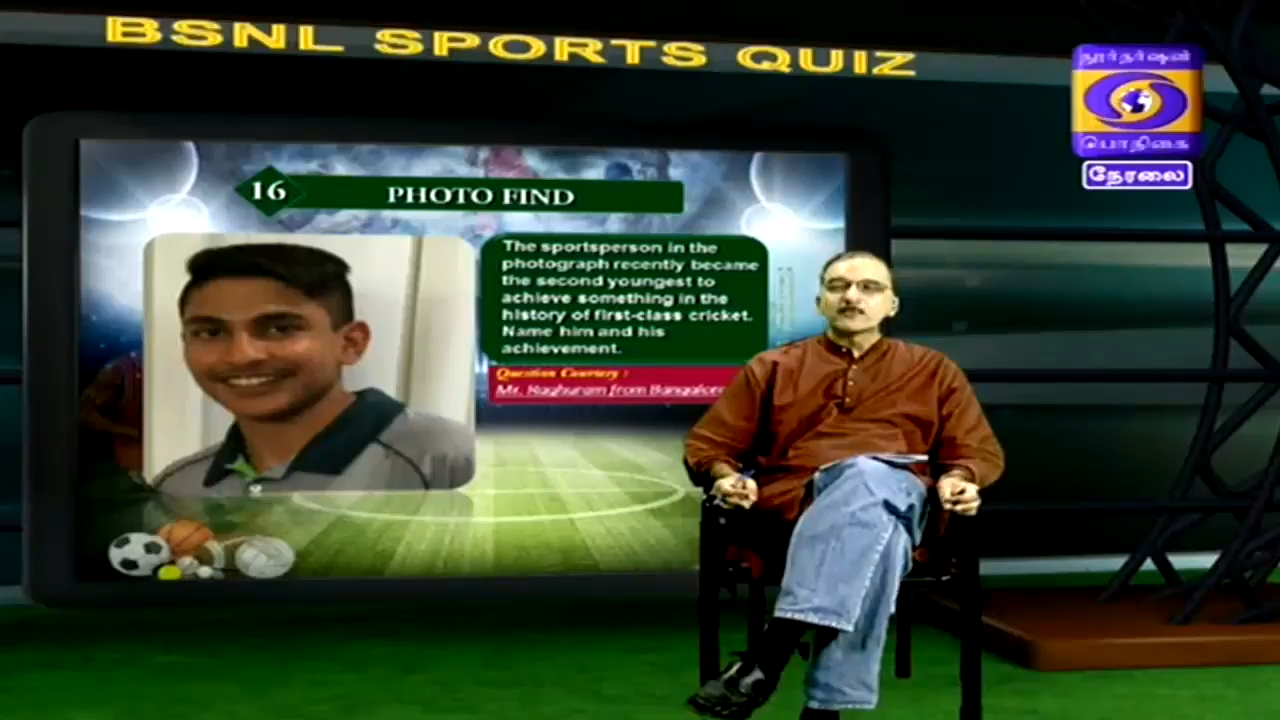 BSNL SPORTS QUIZ
தூர்தர்ஷன்
பொதிகை
நேரலை
16
PHOTO FIND
The sportsperson in the
photograph recently became
the second youngest to
achieve something in the
history of first-class cricket.
Name him and his
achievement.
Question Courtesy :
Mr. Raghuram from Bangalore